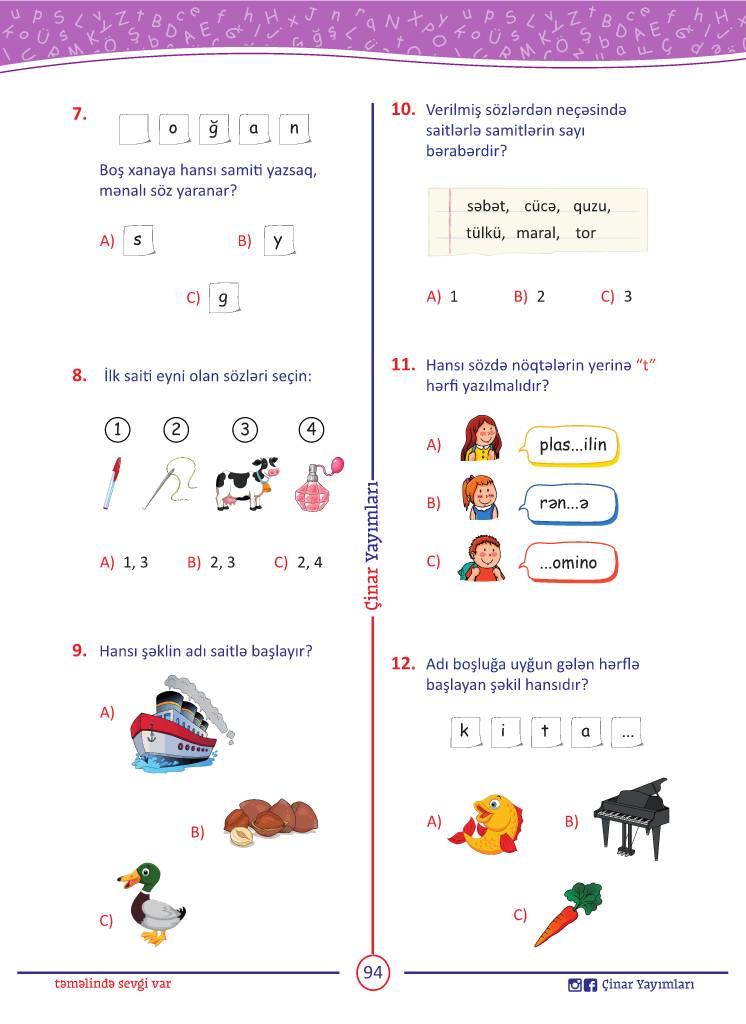 7.
o ğ a n
Boş xanaya hansı samiti yazsaq,
mənalı söz yaranar?
A) s
B) y
C) g
8. İlk saiti eyni olan sözləri seçin:
1 2 3 4
A) 1, 3 B) 2, 3 C) 2, 4
9. Hansı şəklin adı saitlə başlayır?
A)
B)
C)
Çinar Yayımları
10. Verilmiş sözlərdən neçəsində
saitlərlə samitlərin sayı
bərabərdir?
səbət, cücə, quzu,
tülkü, maral, tor
A) 1 B) 2 C) 3
11. Hansı sözdə nöqtələrin yerinə “t”
hərfi yazılmalıdır?
A) plas...ilin
B) rən...ə
C) ...omino
12. Adı boşluğa uyğun gələn hərflə
başlayan şəkil hansıdır?
k i t a ...
A) B)
C)
təməlində sevği var
94
Çinar Yayımları